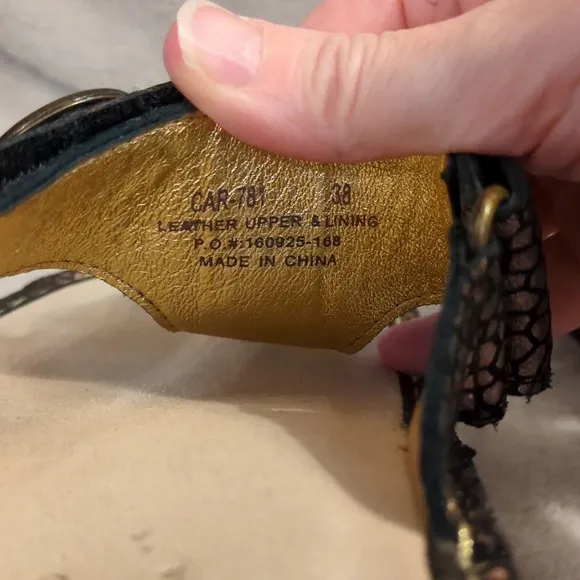 CAR-781 38
LEATHER UPPER & LINING
P.O.#:160925-168
MADE IN CHINA